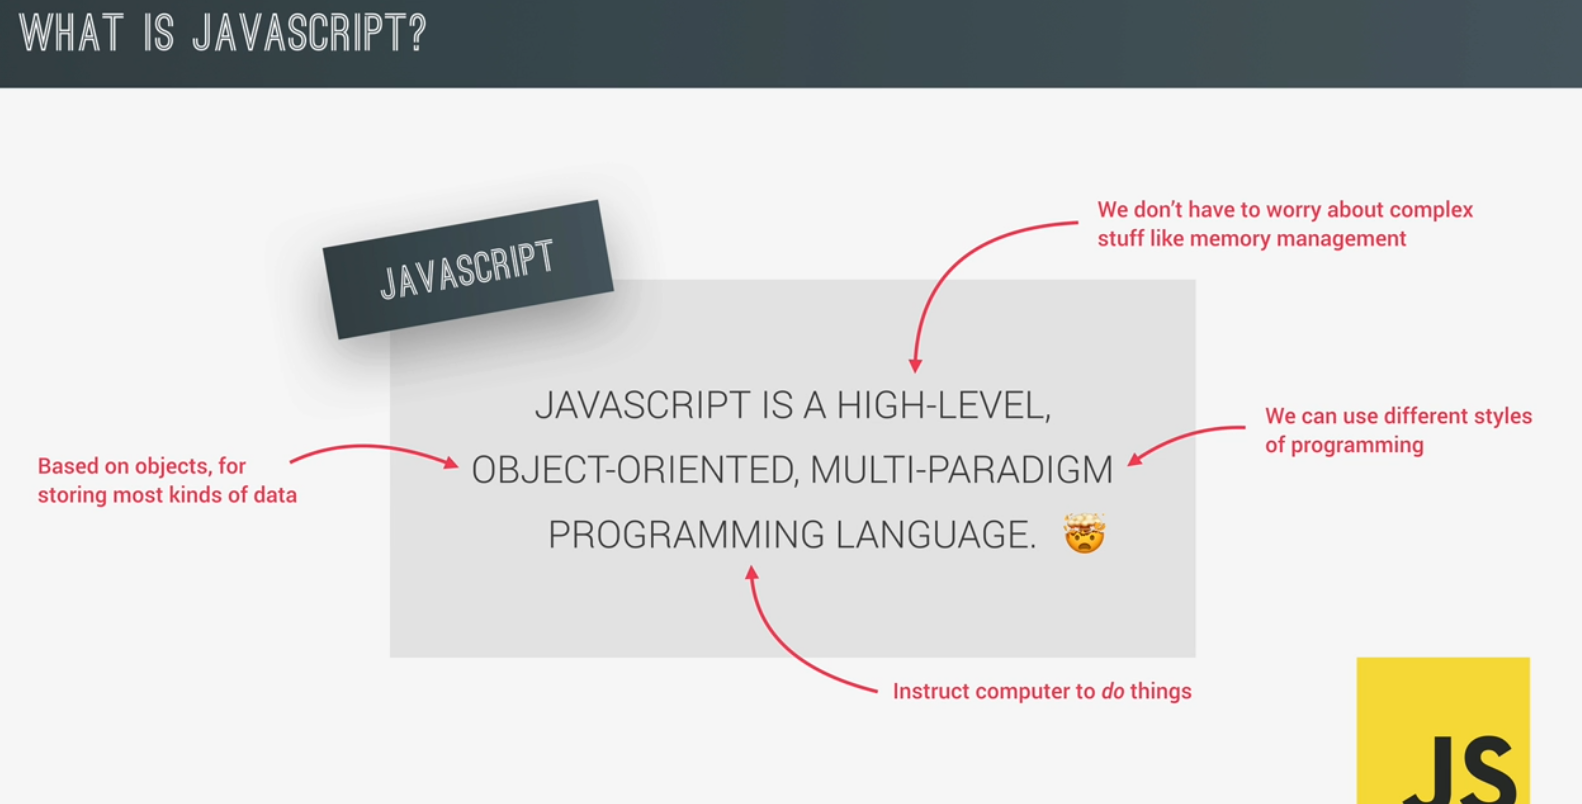 WHAT IS JAVASCRIPT?
JAVASCRIPT
We don't have to worry about complex
stuff like memory management
JAVASCRIPT IS A HIGH-LEVEL,
OBJECT-ORIENTED, MULTI-PARADIGM
PROGRAMMING LANGUAGE. 🤯
Based on objects, for
storing most kinds of data
We can use different styles
of programming
Instruct computer to do things
JS